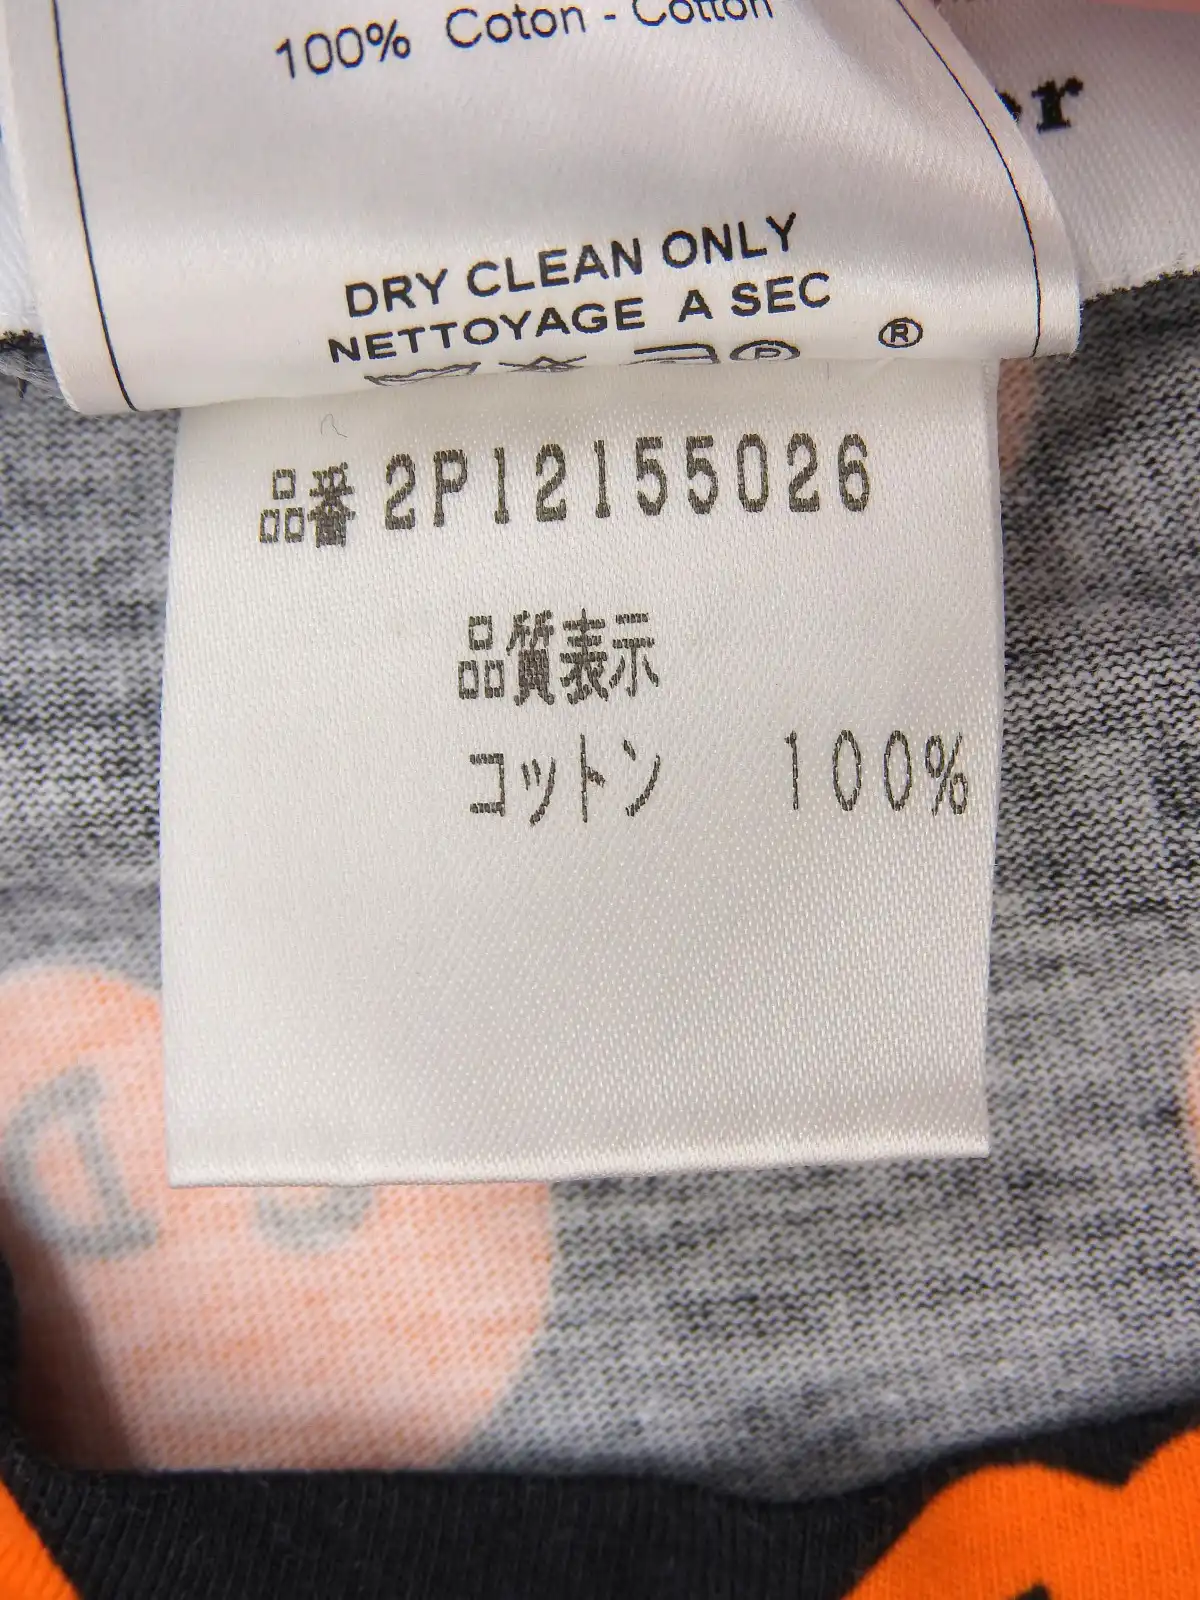 100% Coton - Cotton
er
DRY CLEAN ONLY
NETTOYAGE A SEC
P
®
品番 2P12155026
品質表示
コットン 100%